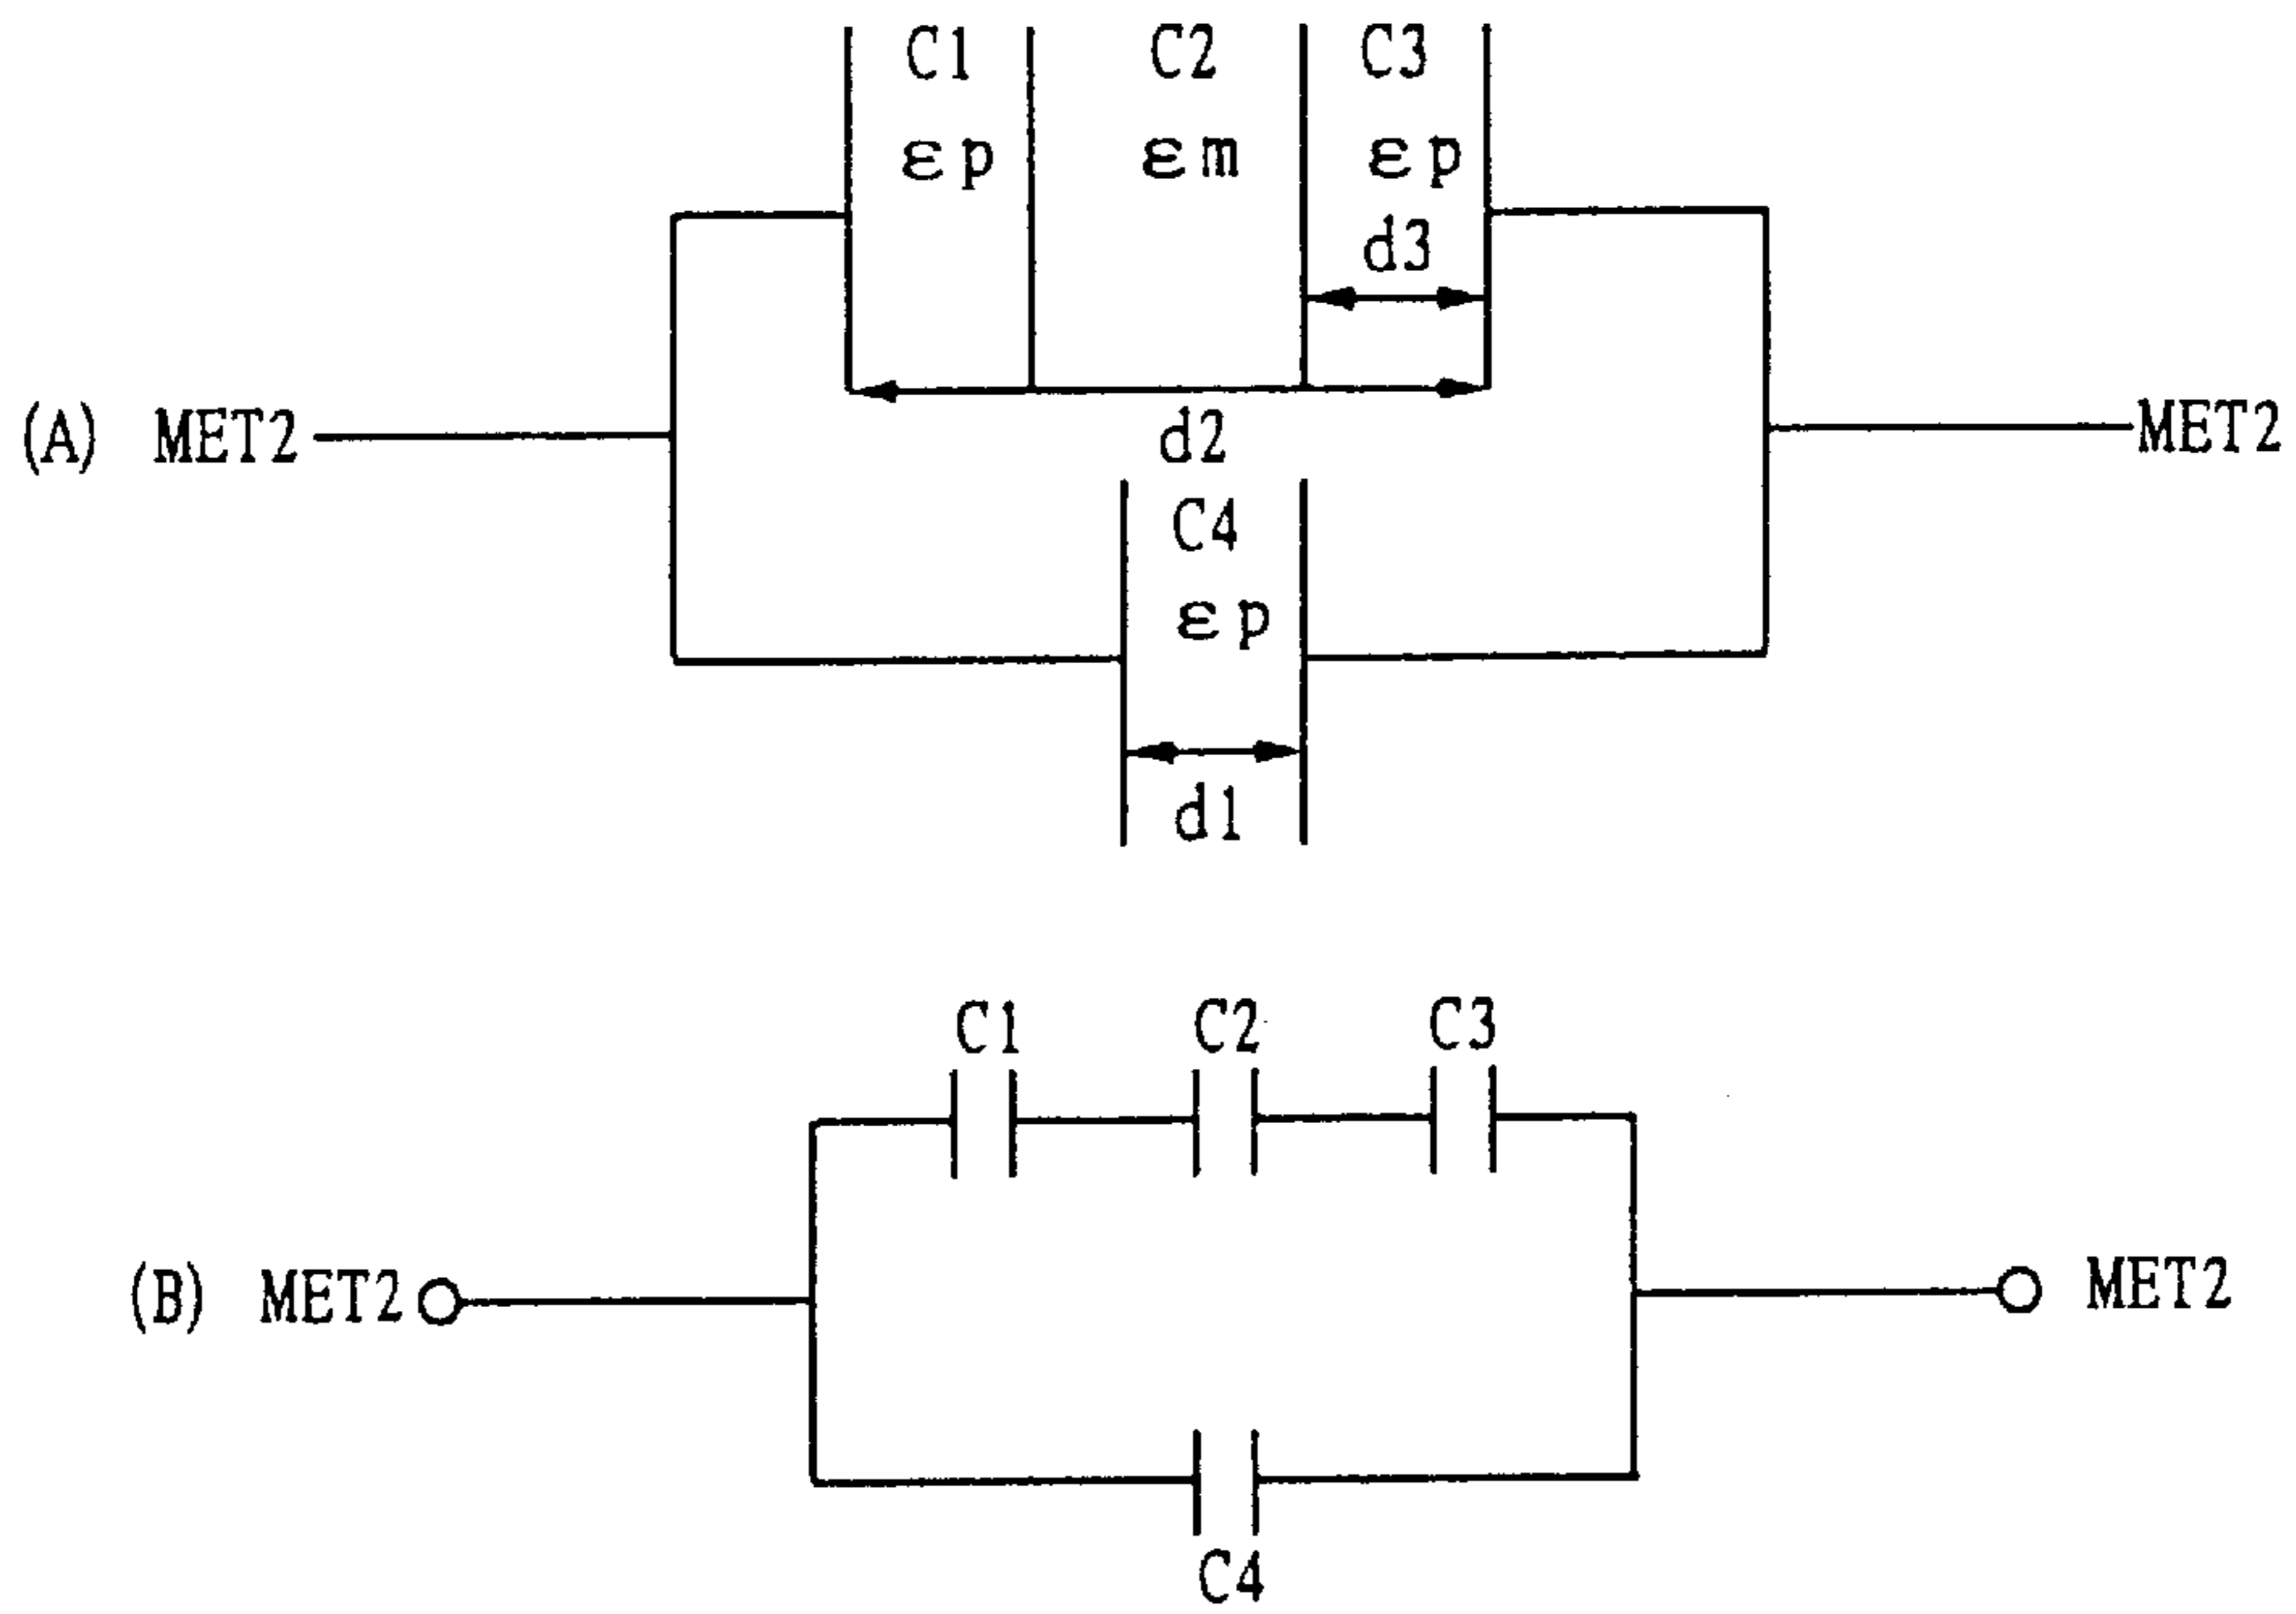 C1 C2 C3
εp εm εp
d3
(A) MET2 MET2
d2
C4
εp
d1
C1 C2 C3
(B) MET2 MET2
C4